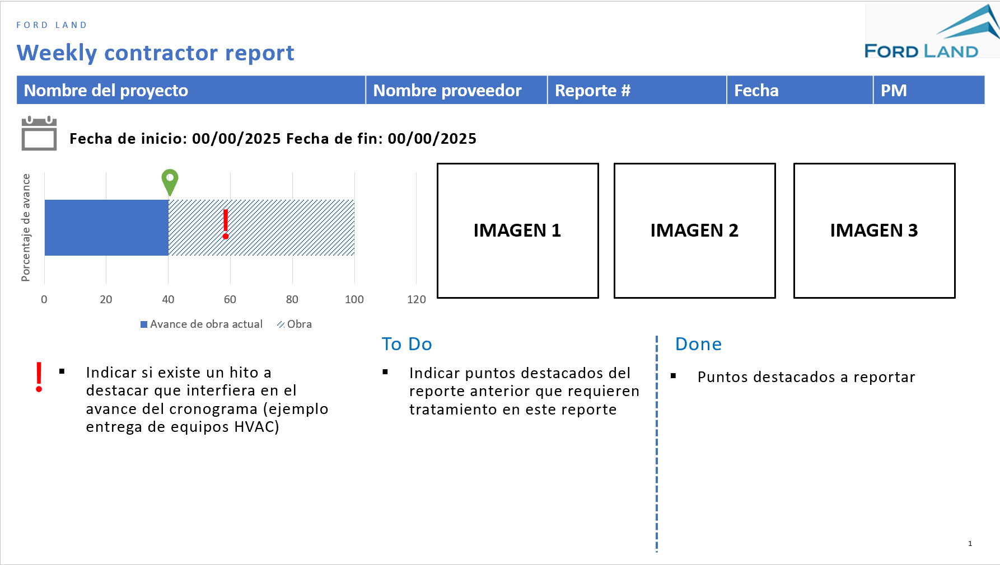 FORD LAND
FORD LAND
Weekly contractor report
Nombre del proyecto
Nombre proveedor
Reporte #
Fecha
PM
Fecha de inicio: 00/00/2025 Fecha de fin: 00/00/2025
Porcentaje de avance
0
20
40
60
80
100
120
!
Avance de obra actual
Obra
IMAGEN 1
IMAGEN 2
IMAGEN 3
!
▪ Indicar si existe un hito a
destacar que interfiera en el
avance del cronograma (ejemplo
entrega de equipos HVAC)
To Do
▪ Indicar puntos destacados del
reporte anterior que requieren
tratamiento en este reporte
Done
▪ Puntos destacados a reportar
1